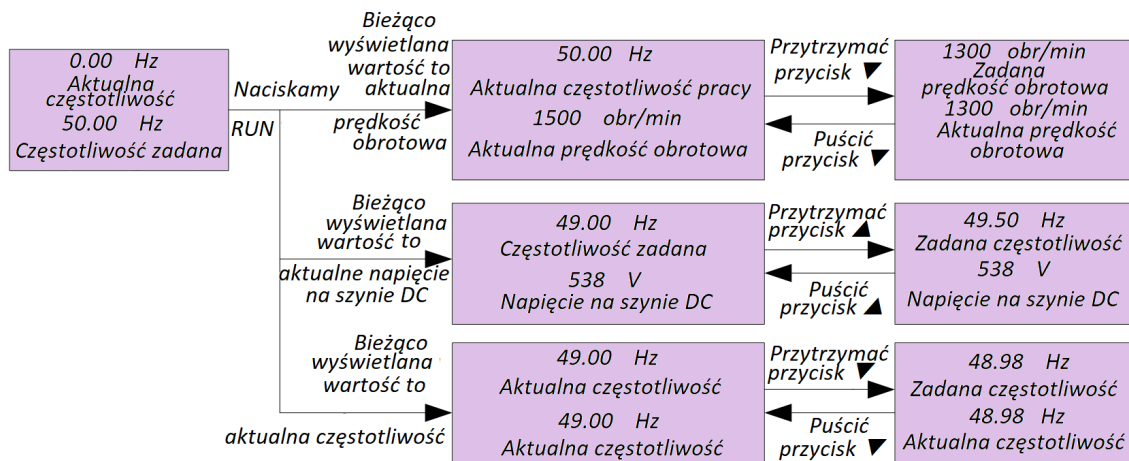 0.00 Hz
Aktualna
częstotliwość
50.00 Hz
Częstotliwość zadana
Naciskamy
RUN
Bieżąco
wyświetlana
wartość to
aktualna
prędkość
obrotowa
50.00 Hz
Aktualna częstotliwość pracy
1500 obr/min
Aktualna prędkość obrotowa
Przytrzymać
przycisk ▼
Puścić
przycisk ▼
1300 obr/min
Zadana
prędkość obrotowa
1300 obr/min
Aktualna prędkość
obrotowa
Bieżąco
wyświetlana
wartość to
aktualne napięcie
na szynie DC
49.00 Hz
Częstotliwość zadana
538 V
Napięcie na szynie DC
Przytrzymać
przycisk ▲
Puścić
przycisk ▲
49.50 Hz
Zadana częstotliwość
538 V
Napięcie na szynie DC
Bieżąco
wyświetlana
wartość to
aktualna częstotliwość
49.00 Hz
Aktualna częstotliwość
49.00 Hz
Aktualna częstotliwość
Przytrzymać
przycisk ▼
Puścić
przycisk ▼
48.98 Hz
Zadana częstotliwość
48.98 Hz
Aktualna częstotliwość